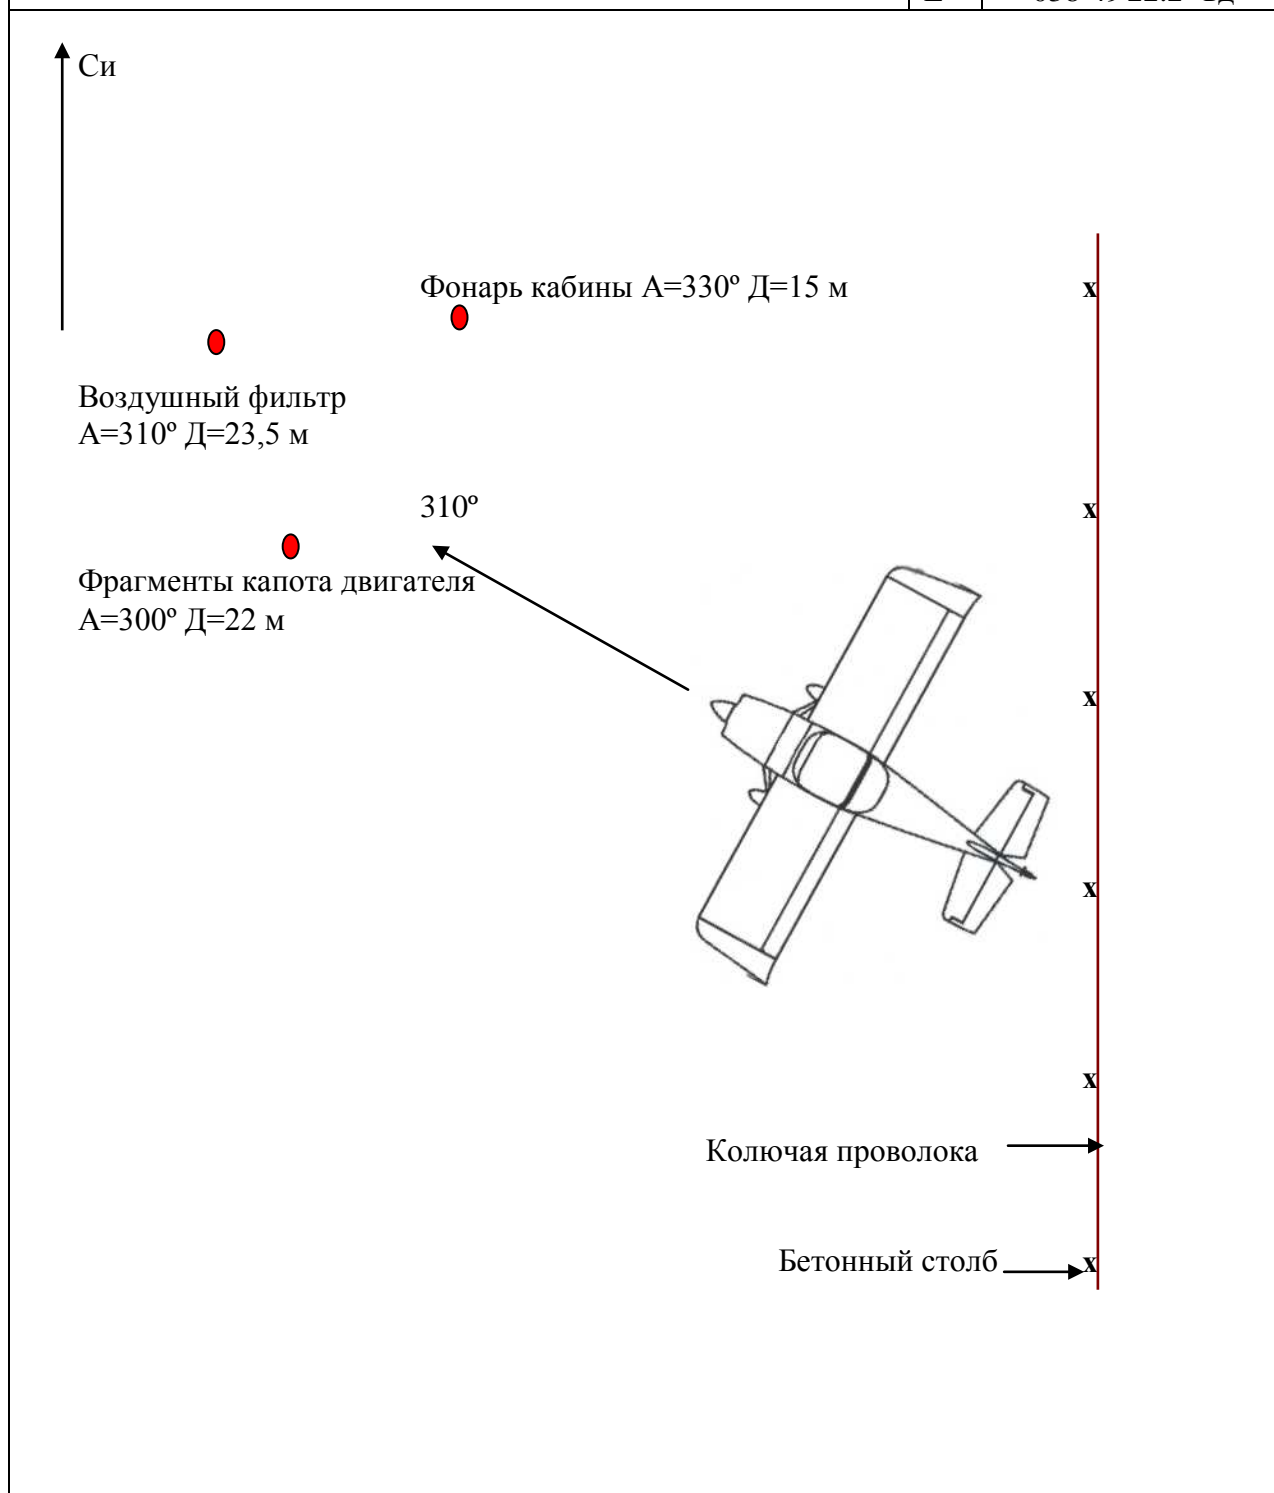 Си
Фонарь кабины А=330º Д=15 м
х
Воздушный фильтр
А=310º Д=23,5 м
310º
х
Фрагменты капота двигателя
А=300º Д=22 м
х
х
х
Колючая проволока
Бетонный столб
х